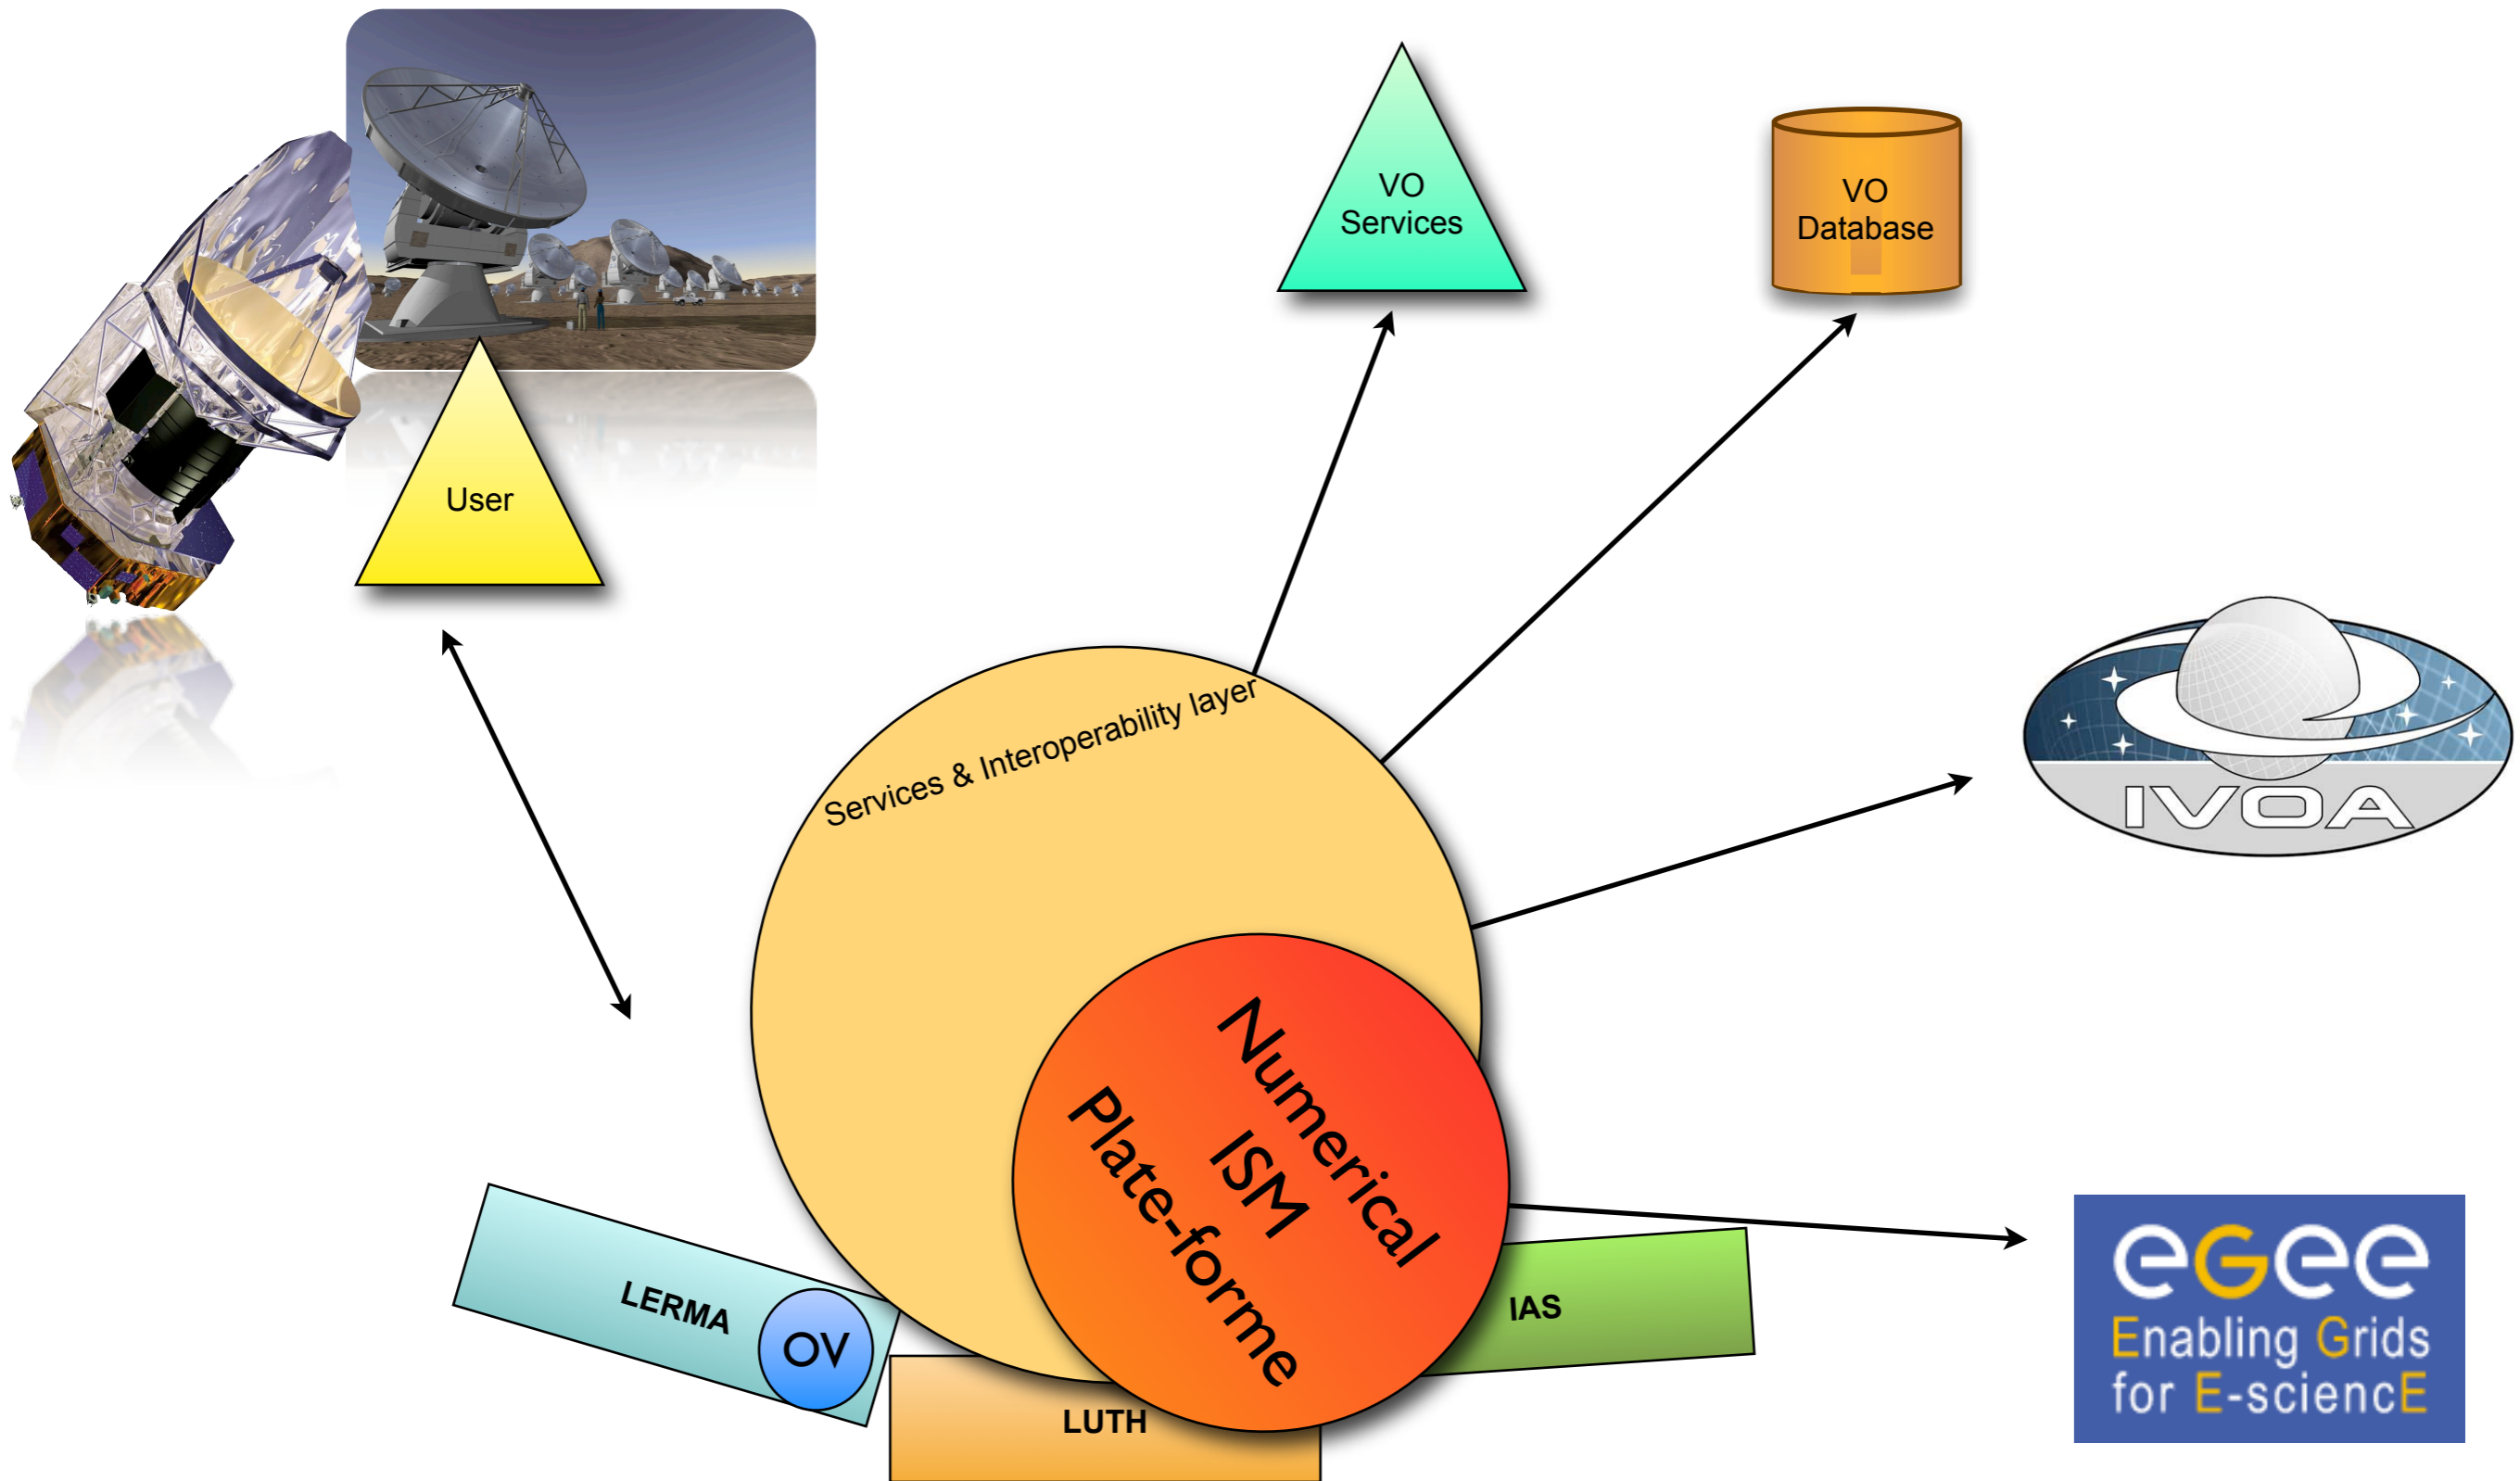 VO
Services
VO
Database
User
Services & Interoperability layer
IVOA
Numerical
ISM
Plate-forme
LERMA
OV
IAS
LUTH
eGee
Enabling Grids
for E-sciencE